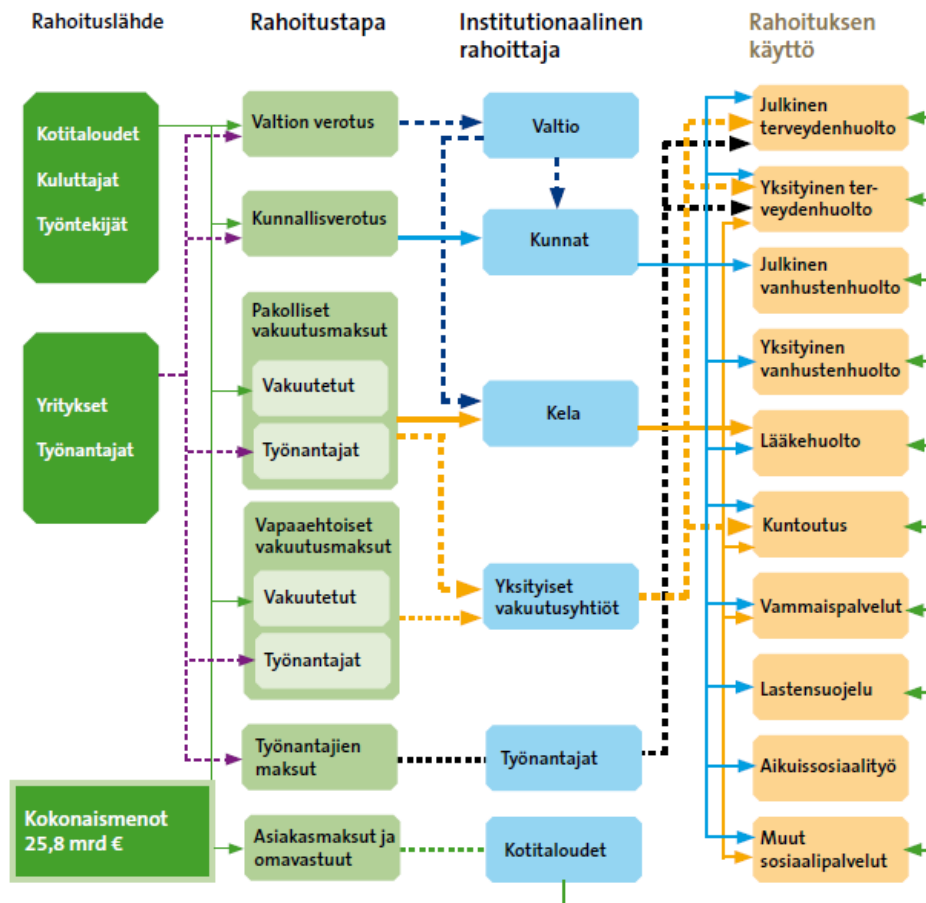 Rahoituslähde
Rahoitustapa
Institutionaalinen
rahoittaja
Rahoituksen
käyttö
Kotitaloudet
Kuluttajat
Työntekijät
Yritykset
Työnantajat
Kokonaismenot
25,8 mrd €
Valtion verotus
Kunnallisverotus
Pakolliset
vakuutusmaksut
Vakuutetut
Työnantajat
Vapaaehtoiset
vakuutusmaksut
Vakuutetut
Työnantajat
Työnantajien
maksut
Asiakasmaksut ja
omavastuut
Valtio
Kunnat
Kela
Yksityiset
vakuutusyhtiöt
Työnantajat
Kotitaloudet
Julkinen
terveydenhuolto
Yksityinen ter-
veydenhuolto
Julkinen
vanhustenhuolto
Yksityinen
vanhustenhuolto
Lääkehuolto
Kuntoutus
Vammaispalvelut
Lastensuojelu
Aikuissosiaalityö
Muut
sosiaalipalvelut